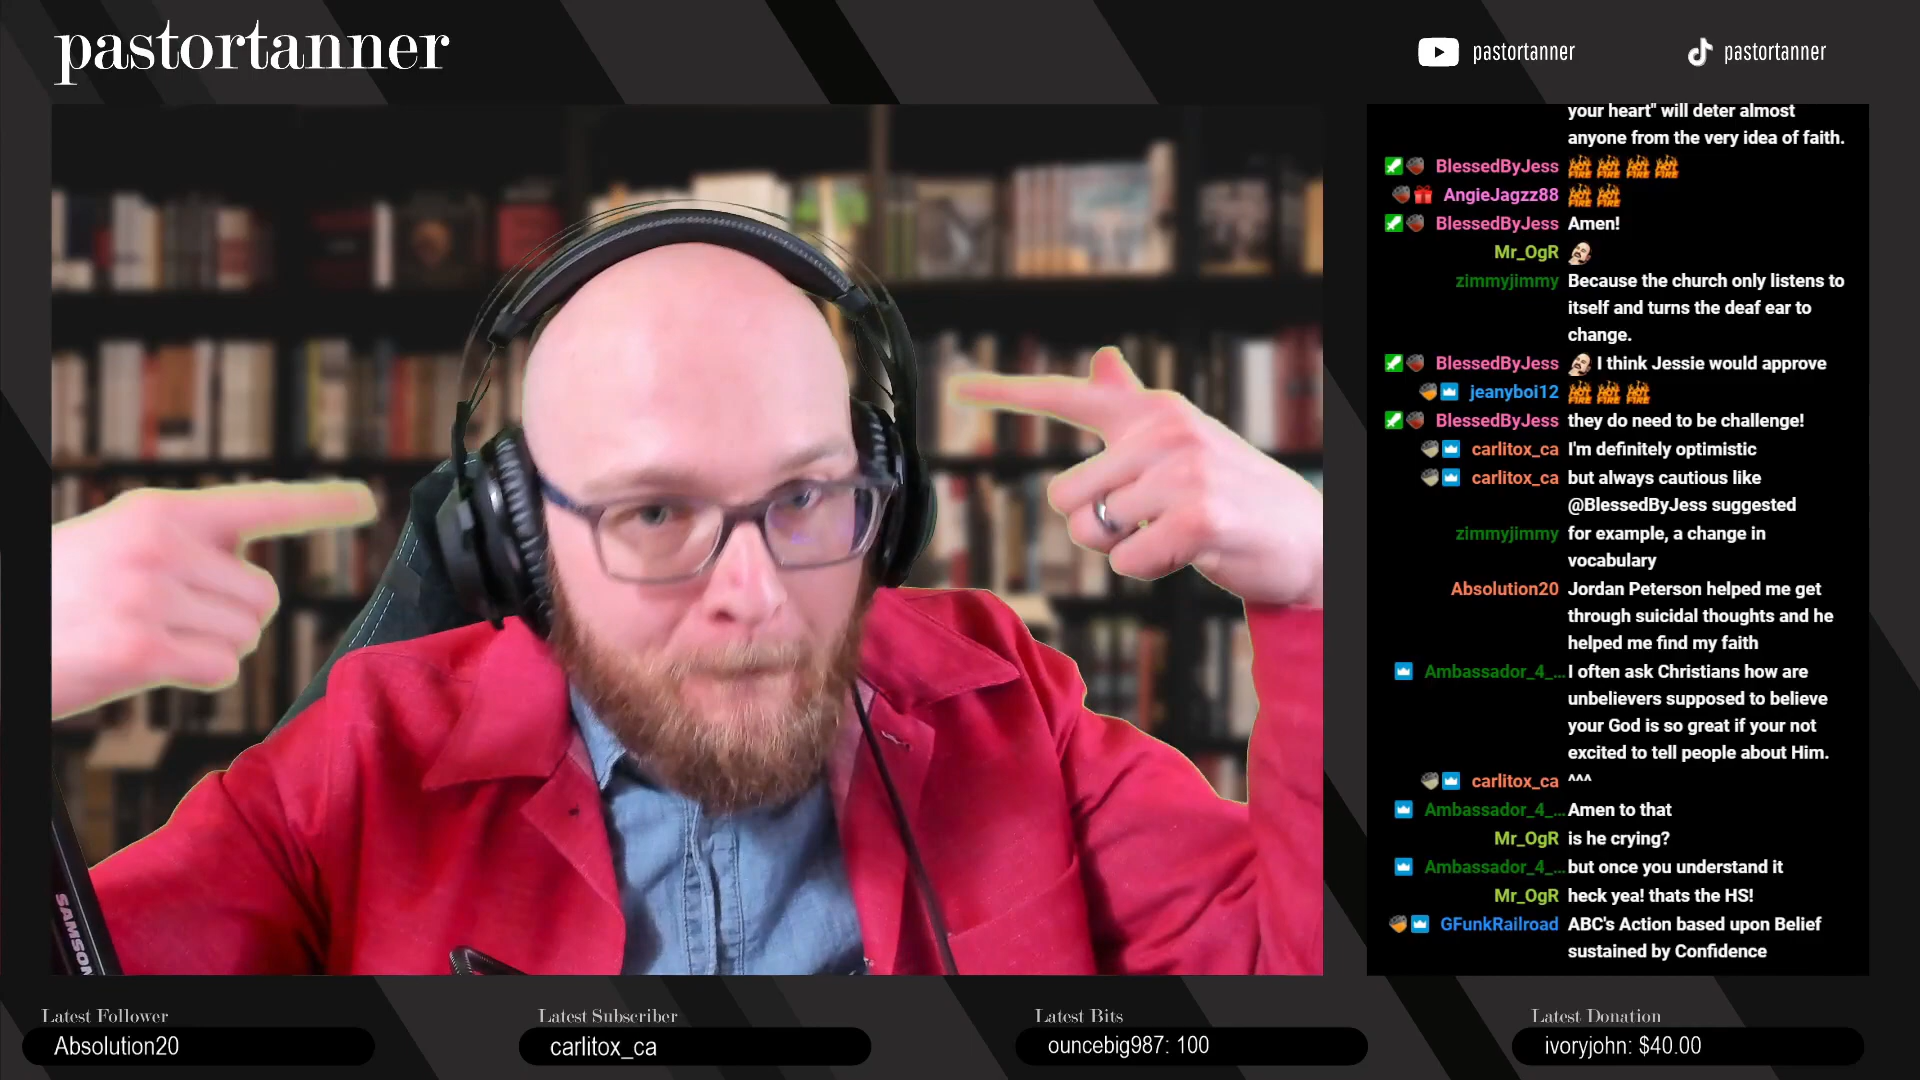 pastortanner
pastortanner
pastortanner
your heart" will deter almost
anyone from the very idea of faith.
BlessedByJess
AngieJagzz88
BlessedByJess Amen!
Mr_OgR
zimmyjimmy Because the church only listens to
itself and turns the deaf ear to
change.
BlessedByJess I think Jessie would approve
jeanyboi12
BlessedByJess they do need to be challenge!
carlitox_ca I'm definitely optimistic
carlitox_ca but always cautious like
@BlessedByJess suggested
zimmyjimmy for example, a change in
vocabulary
Absolution20 Jordan Peterson helped me get
through suicidal thoughts and he
helped me find my faith
Ambassador_4_... I often ask Christians how are
unbelievers supposed to believe
your God is so great if your not
excited to tell people about Him.
carlitox_ca ^^^
Ambassador_4_... Amen to that
Mr_OgR is he crying?
Ambassador_4_... but once you understand it
Mr_OgR heck yea! thats the HS!
GFunkRailroad ABC's Action based upon Belief
sustained by Confidence
SAMSON
Latest Follower
Absolution20
Latest Subscriber
carlitox_ca
Latest Bits
ouncebig987: 100
Latest Donation
ivoryjohn: $40.00